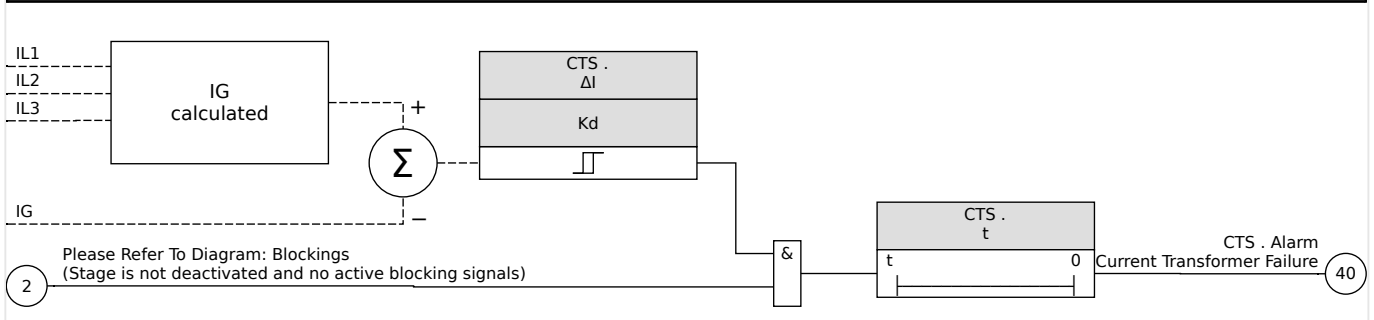 IL1
IL2
IL3
IG
calculated
+
Σ
−
IG
CTS .
ΔI
Kd
Please Refer To Diagram: Blockings
(Stage is not deactivated and no active blocking signals)
2
&
CTS .
t
t 0
CTS . Alarm
Current Transformer Failure
40